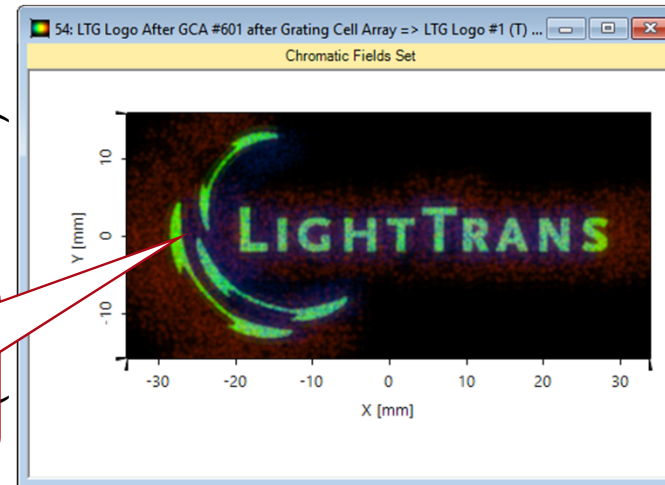 54: LTG Logo After GCA #601 after Grating Cell Array => LTG Logo #1 (T) ...
Chromatic Fields Set
LIGHTTRANS
Y [mm]
10
0
-10
-30 -20 -10 0 10 20 30
X [mm]